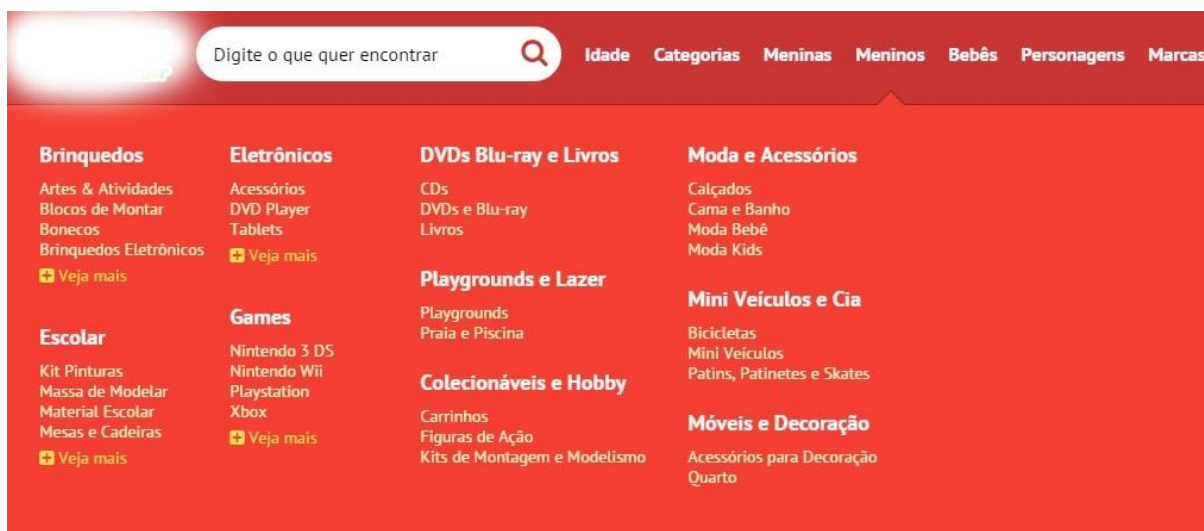 Digite o que quer encontrar
Idade Categorias Meninas Meninos Bebês Personagens Marcas
Brinquedos
Artes & Atividades
Blocos de Montar
Bonecos
Brinquedos Eletrônicos
Veja mais
Escolar
Kit Pinturas
Massa de Modelar
Material Escolar
Mesas e Cadeiras
Veja mais
Eletrônicos
Acessórios
DVD Player
Tablets
Veja mais
Games
Nintendo 3 DS
Nintendo Wii
Playstation
Xbox
Veja mais
DVDs Blu-ray e Livros
CDs
DVDs e Blu-ray
Livros
Playgrounds e Lazer
Playgrounds
Praia e Piscina
Colecionáveis e Hobby
Carrinhos
Figuras de Ação
Kits de Montagem e Modelismo
Moda e Acessórios
Calçados
Cama e Banho
Moda Bebê
Moda Kids
Mini Veículos e Cia
Bicicletas
Mini Veículos
Patins, Patinetes e Skates
Móveis e Decoração
Acessórios para Decoração
Quarto